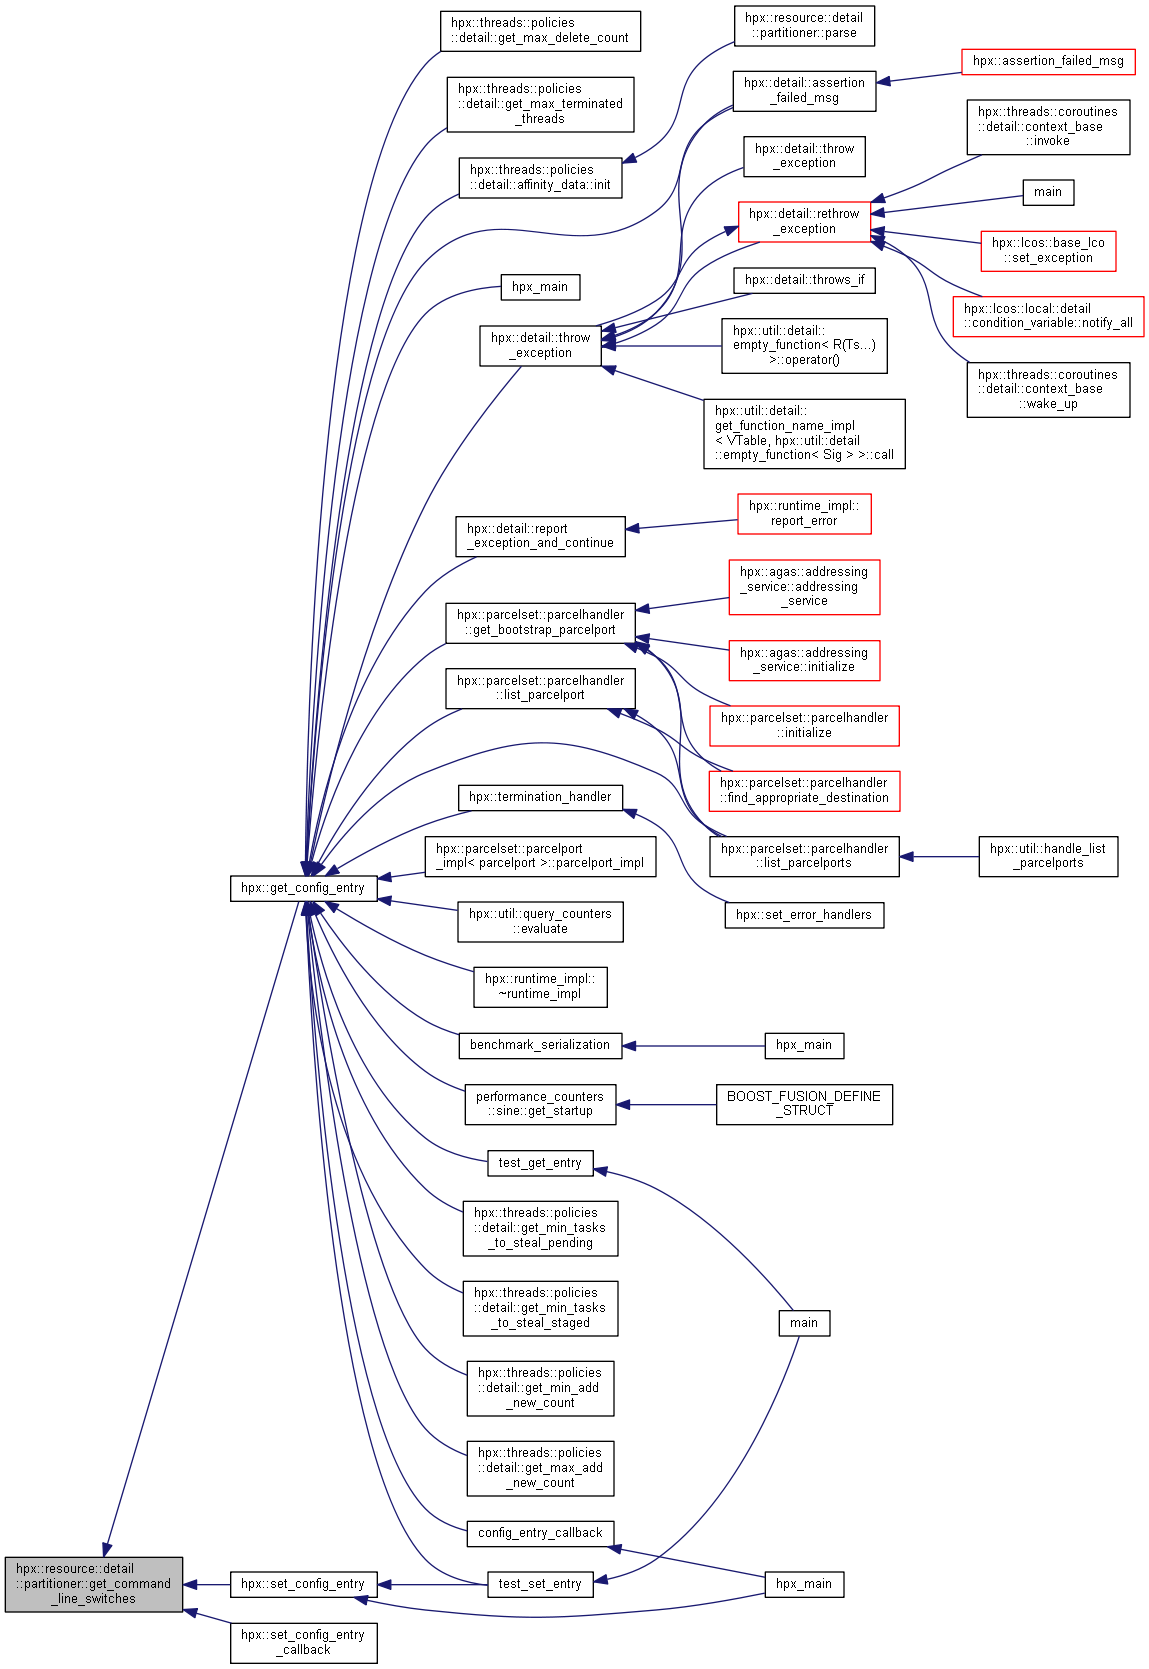 hpx::threads::policies
::detail::get_max_delete_count
hpx::resource::detail
::partitioner::parse
hpx::threads::policies
::detail::get_max_terminated
_threads
hpx::detail::assertion
_failed_msg
hpx::assertion_failed_msg
hpx::threads::policies
::detail::affinity_data::init
hpx::detail::throw
_exception
hpx::threads::coroutines
::detail::context_base
::invoke
main
hpx::detail::rethrow
_exception
hpx::lcos::base_lco
::set_exception
hpx_main
hpx::detail::throws_if
hpx::lcos::local::detail
::condition_variable::notify_all
hpx::detail::throw
_exception
hpx::util::detail::
empty_function< R(Ts...)
>::operator()
hpx::threads::coroutines
::detail::context_base
::wake_up
hpx::util::detail::
get_function_name_impl
< VTable, hpx::util::detail
::empty_function< Sig > >::call
hpx::detail::report
_exception_and_continue
hpx::runtime_impl::
report_error
hpx::agas::addressing
_service::addressing
_service
hpx::parcelset::parcelhandler
::get_bootstrap_parcelport
hpx::agas::addressing
_service::initialize
hpx::parcelset::parcelhandler
::list_parcelport
hpx::parcelset::parcelhandler
::initialize
hpx::parcelset::parcelhandler
::find_appropriate_destination
hpx::termination_handler
hpx::parcelset::parcelport
_impl< parcelport >::parcelport_impl
hpx::parcelset::parcelhandler
::list_parcelports
hpx::util::handle_list
_parcelports
hpx::get_config_entry
hpx::util::query_counters
::evaluate
hpx::set_error_handlers
hpx::runtime_impl::
~runtime_impl
benchmark_serialization
hpx_main
performance_counters
::sine::get_startup
BOOST_FUSION_DEFINE
_STRUCT
test_get_entry
hpx::threads::policies
::detail::get_min_tasks
_to_steal_pending
hpx::threads::policies
::detail::get_min_tasks
_to_steal_staged
main
hpx::threads::policies
::detail::get_min_add
_new_count
hpx::threads::policies
::detail::get_max_add
_new_count
config_entry_callback
hpx::resource::detail
::partitioner::get_command
_line_switches
hpx::set_config_entry
test_set_entry
hpx_main
hpx::set_config_entry
_callback